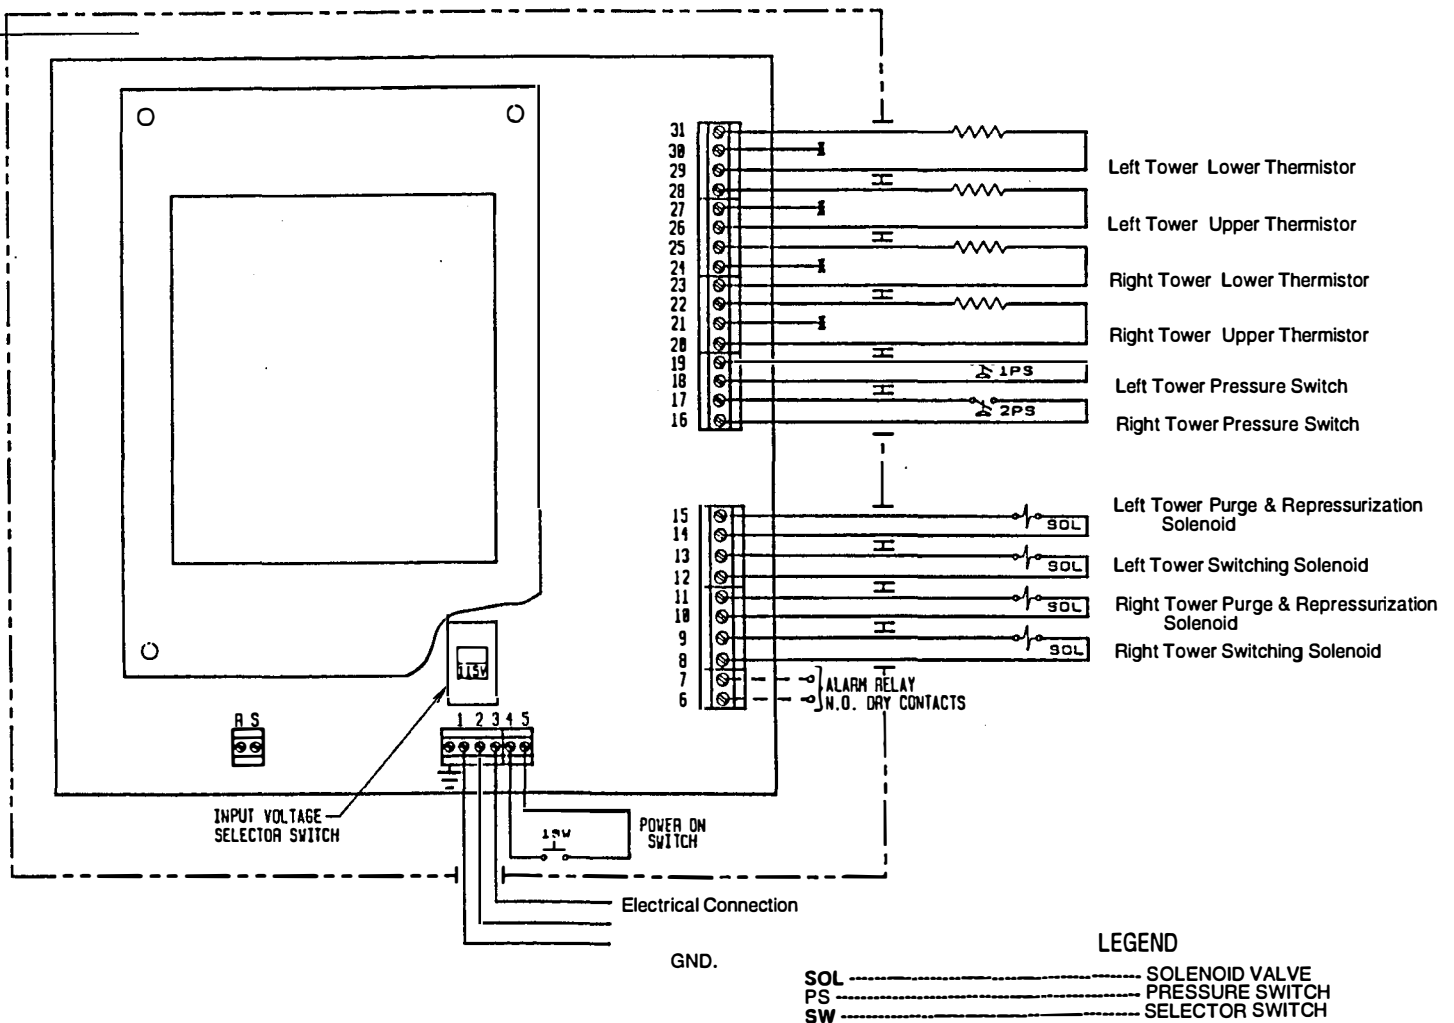 31
30
29
28
27
26
25
24
23
22
21
20
19
18
17
16
Left Tower Lower Thermistor
Left Tower Upper Thermistor
Right Tower Lower Thermistor
Right Tower Upper Thermistor
1PS
Left Tower Pressure Switch
2PS
Right Tower Pressure Switch
15
14
13
12
11
10
9
8
7
6
SOL
Left Tower Purge & Repressurization
Solenoid
SOL
Left Tower Switching Solenoid
SOL
Right Tower Purge & Repressurization
Solenoid
SOL
Right Tower Switching Solenoid
ALARM RELAY
N.O. DRY CONTACTS
115V
R S
1 2 3 4 5
INPUT VOLTAGE
SELECTOR SWITCH
1SW
POWER ON
SWITCH
Electrical Connection
GND.
LEGEND
SOL SOLENOID VALVE
PS PRESSURE SWITCH
SW SELECTOR SWITCH